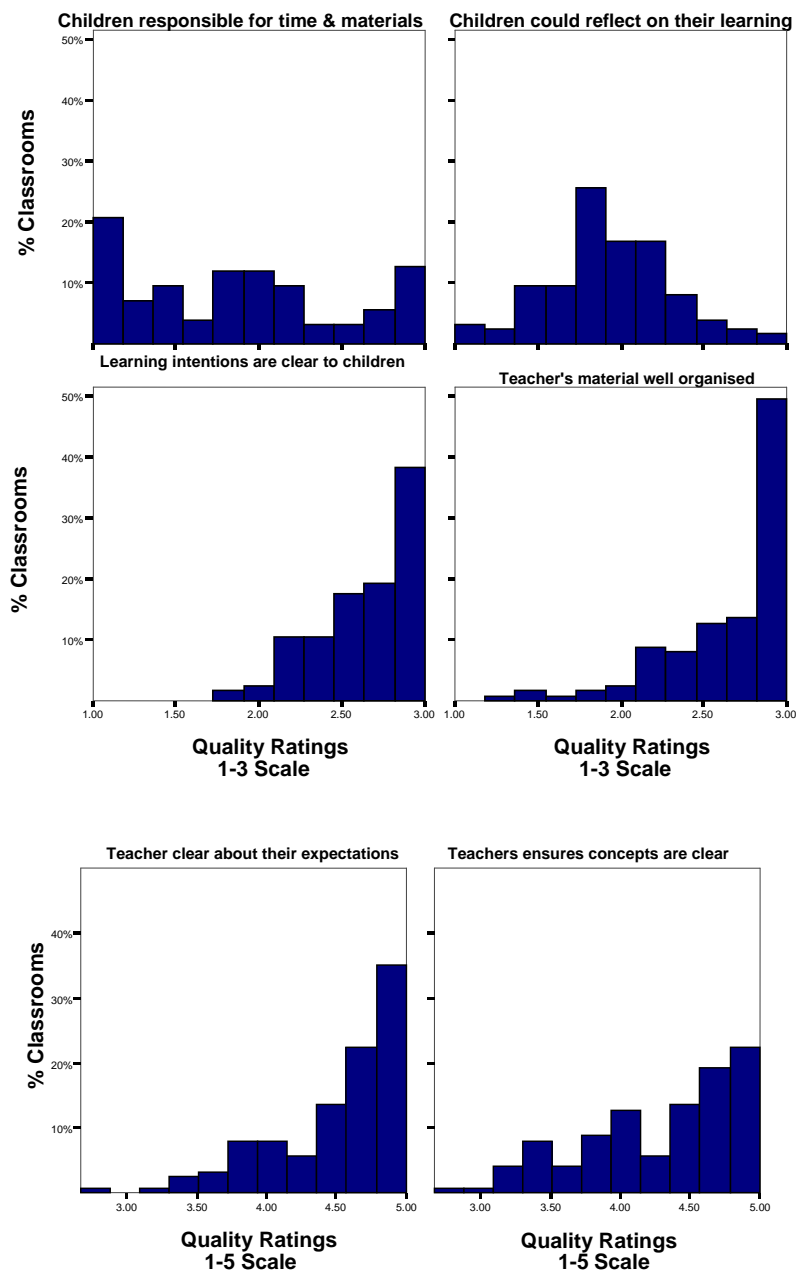 Children responsible for time & materials
Children could reflect on their learning
50%
40%
30%
20%
10%
% Classrooms
Learning intentions are clear to children
Teacher's material well organised
50%
40%
30%
20%
10%
% Classrooms
1.00 1.50 2.00 2.50 3.00
1.00 1.50 2.00 2.50 3.00
Quality Ratings
1-3 Scale
Quality Ratings
1-3 Scale
Teacher clear about their expectations
Teachers ensures concepts are clear
40%
30%
20%
10%
% Classrooms
3.00 3.50 4.00 4.50 5.00
3.00 3.50 4.00 4.50 5.00
Quality Ratings
1-5 Scale
Quality Ratings
1-5 Scale